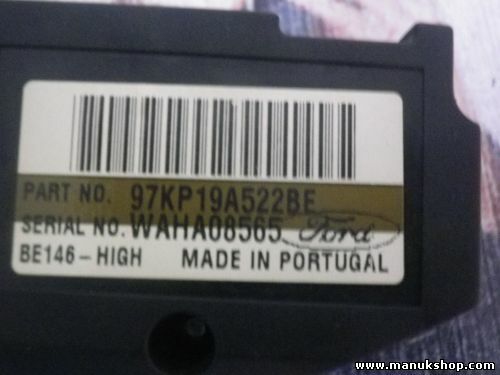 PART NO. 97KP19A522BE
SERIAL NO. WAHA08565 Ford
BE146-HIGH MADE IN PORTUGAL
www.manukshop.com